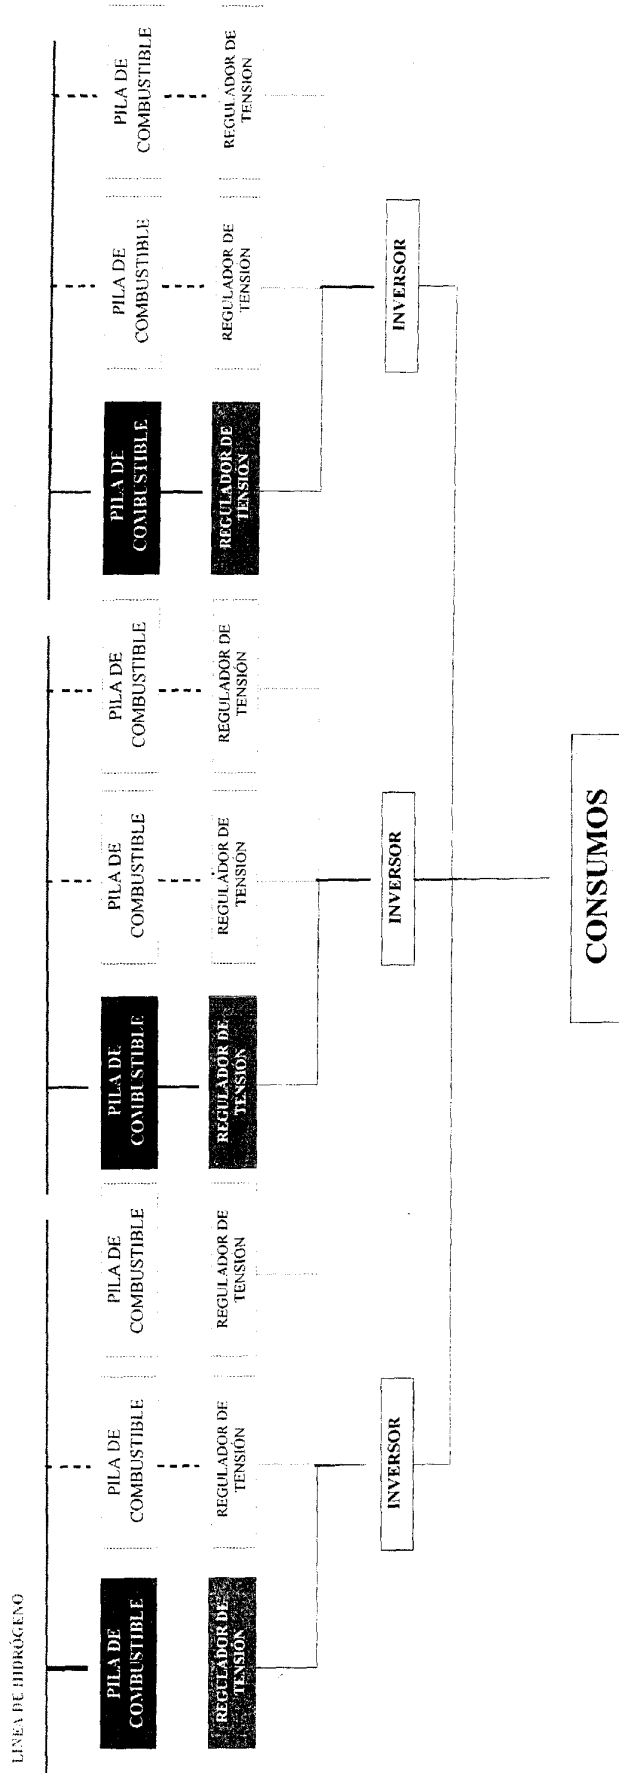 LINEA DE HIDRÓGENO
PILA DE
COMBUSTIBLE
PILA DE
COMBUSTIBLE
PILA DE
COMBUSTIBLE
PILA DE
COMBUSTIBLE
PILA DE
COMBUSTIBLE
PILA DE
COMBUSTIBLE
PILA DE
COMBUSTIBLE
PILA DE
COMBUSTIBLE
PILA DE
COMBUSTIBLE
REGULADOR DE
TENSIÓN
REGULADOR DE
TENSIÓN
REGULADOR DE
TENSIÓN
REGULADOR DE
TENSIÓN
REGULADOR DE
TENSIÓN
REGULADOR DE
TENSIÓN
REGULADOR DE
TENSION
REGULADOR DE
TENSION
REGULADOR DE
TENSION
INVERSOR
INVERSOR
INVERSOR
CONSUMOS